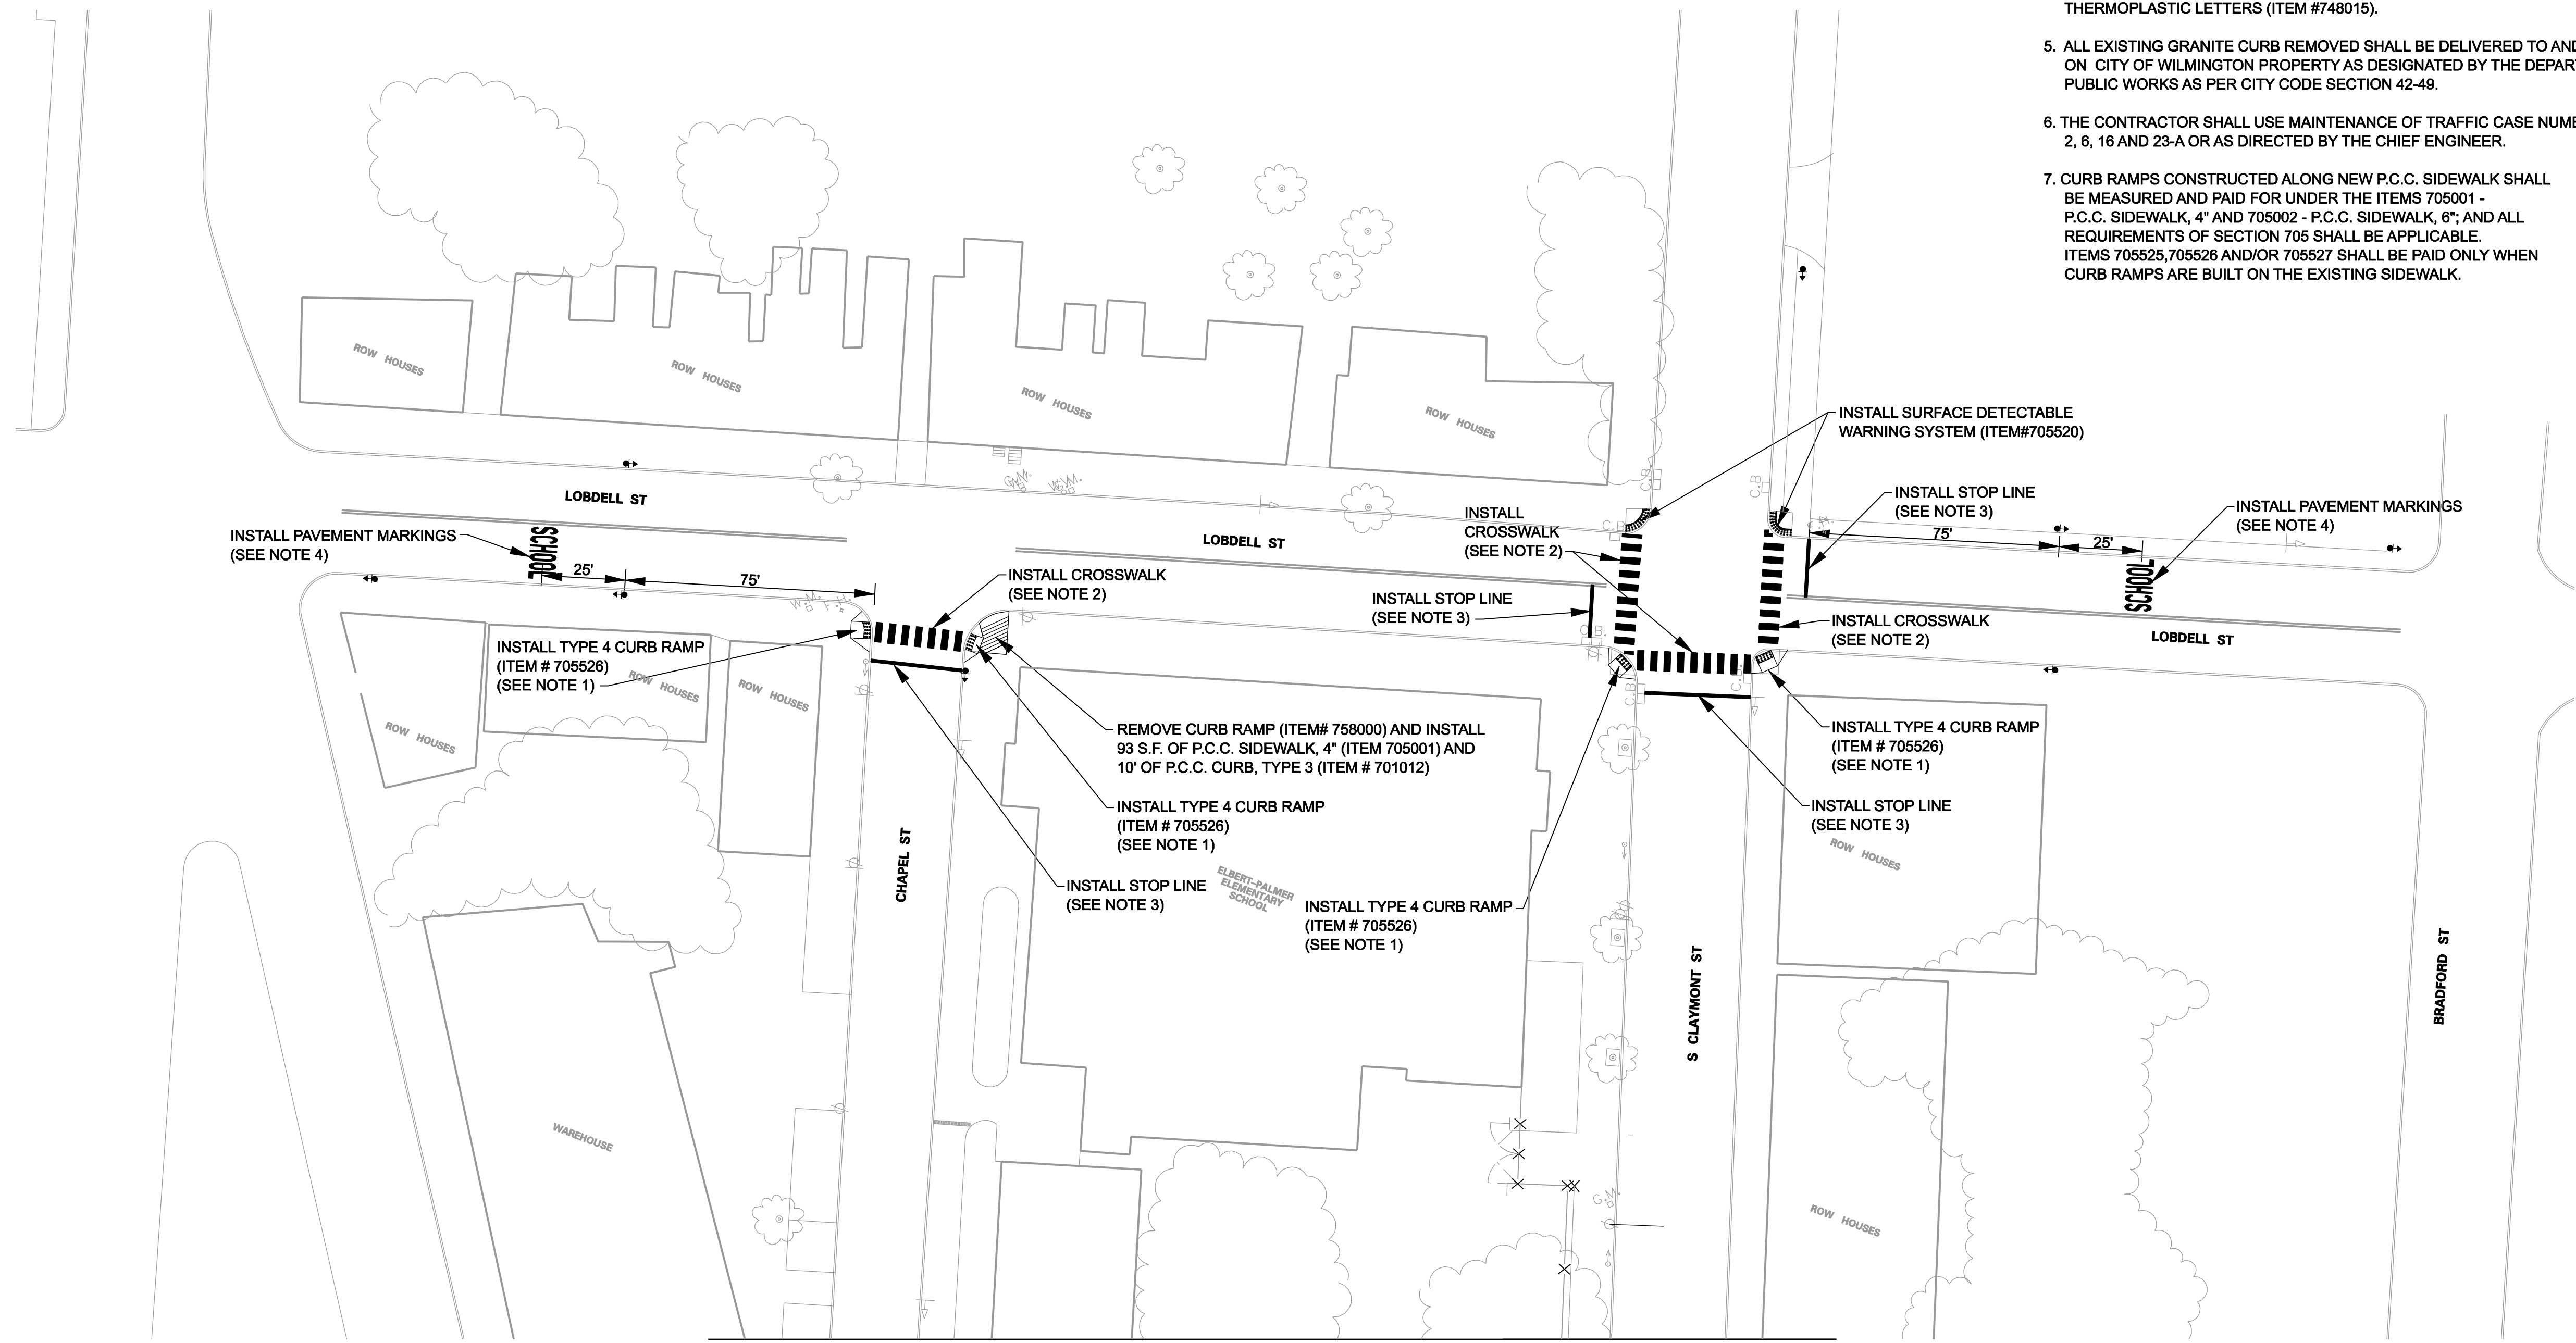 THERMOPLASTIC LETTERS (ITEM #748015).
5. ALL EXISTING GRANITE CURB REMOVED SHALL BE DELIVERED TO AND
ON CITY OF WILMINGTON PROPERTY AS DESIGNATED BY THE DEPAR
PUBLIC WORKS AS PER CITY CODE SECTION 42-49.
6. THE CONTRACTOR SHALL USE MAINTENANCE OF TRAFFIC CASE NUME
2, 6, 16 AND 23-A OR AS DIRECTED BY THE CHIEF ENGINEER.
7. CURB RAMPS CONSTRUCTED ALONG NEW P.C.C. SIDEWALK SHALL
BE MEASURED AND PAID FOR UNDER THE ITEMS 705001 -
P.C.C. SIDEWALK, 4" AND 705002 - P.C.C. SIDEWALK, 6"; AND ALL
REQUIREMENTS OF SECTION 705 SHALL BE APPLICABLE.
ITEMS 705525,705526 AND/OR 705527 SHALL BE PAID ONLY WHEN
CURB RAMPS ARE BUILT ON THE EXISTING SIDEWALK.
ROW HOUSES
ROW HOUSES
ROW HOUSES
ROW HOUSES
INSTALL SURFACE DETECTABLE
WARNING SYSTEM (ITEM#705520)
G.M.
W.M.
W.M.
C.B.
C.B
C.B
LOBDELL ST
INSTALL PAVEMENT MARKINGS
(SEE NOTE 4)
SCHOOL
25'
75'
LOBDELL ST
INSTALL
CROSSWALK
(SEE NOTE 2)
INSTALL STOP LINE
(SEE NOTE 3)
INSTALL PAVEMENT MARKINGS
(SEE NOTE 4)
75'
25'
SCHOOL
W.M.
F.H.
INSTALL CROSSWALK
(SEE NOTE 2)
INSTALL STOP LINE
(SEE NOTE 3)
C.B.
INSTALL CROSSWALK
(SEE NOTE 2)
LOBDELL ST
INSTALL TYPE 4 CURB RAMP
(ITEM # 705526)
(SEE NOTE 1)
ROW HOUSES
ROW HOUSES
ROW HOUSES
C.B
C.B
REMOVE CURB RAMP (ITEM# 758000) AND INSTALL
93 S.F. OF P.C.C. SIDEWALK, 4" (ITEM 705001) AND
10' OF P.C.C. CURB, TYPE 3 (ITEM # 701012)
INSTALL TYPE 4 CURB RAMP
(ITEM # 705526)
(SEE NOTE 1)
INSTALL TYPE 4 CURB RAMP
(ITEM # 705526)
(SEE NOTE 1)
INSTALL STOP LINE
(SEE NOTE 3)
ROW HOUSES
CHAPEL ST
INSTALL STOP LINE
(SEE NOTE 3)
ELBERT-PALMER
ELEMENTARY
SCHOOL
INSTALL TYPE 4 CURB RAMP
(ITEM # 705526)
(SEE NOTE 1)
S CLAYMONT ST
BRADFORD ST
WAREHOUSE
G.M.
ROW HOUSES